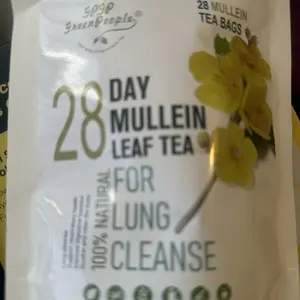 GreenPeople
28 MULLEIN
TEA BAGS
28 DAY
MULLEIN
LEAF TEA
100% NATURAL
FOR
LUNG
CLEANSE